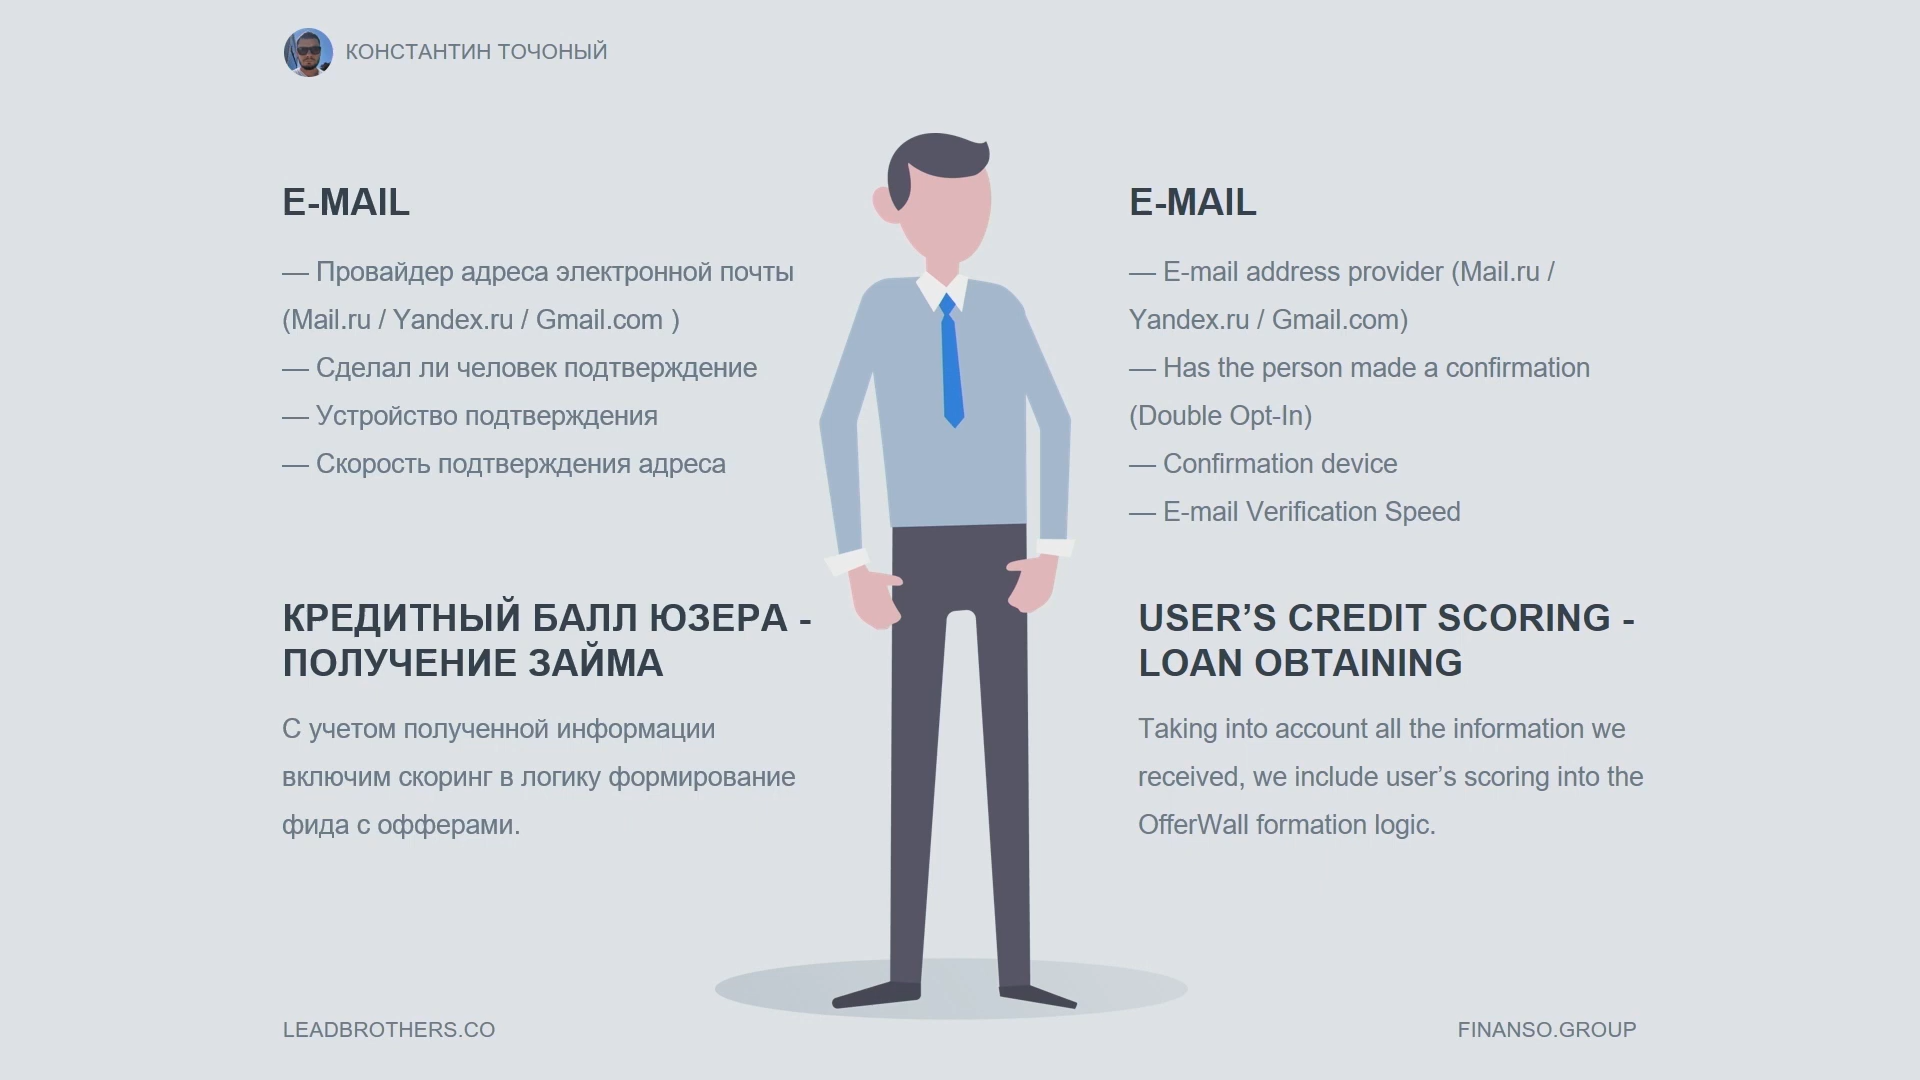 КОНСТАНТИН ТОЧОНЫЙ
E-MAIL
— Провайдер адреса электронной почты
(Mail.ru / Yandex.ru / Gmail.com )
— Сделал ли человек подтверждение
— Устройство подтверждения
— Скорость подтверждения адреса
КРЕДИТНЫЙ БАЛЛ ЮЗЕРА -
ПОЛУЧЕНИЕ ЗАЙМА
С учетом полученной информации
включим скоринг в логику формирование
фида с офферами.
E-MAIL
— E-mail address provider (Mail.ru /
Yandex.ru / Gmail.com)
— Has the person made a confirmation
(Double Opt-In)
— Confirmation device
— E-mail Verification Speed
USER’S CREDIT SCORING -
LOAN OBTAINING
Taking into account all the information we
received, we include user’s scoring into the
OfferWall formation logic.
LEADBROTHERS.CO
FINANSO.GROUP